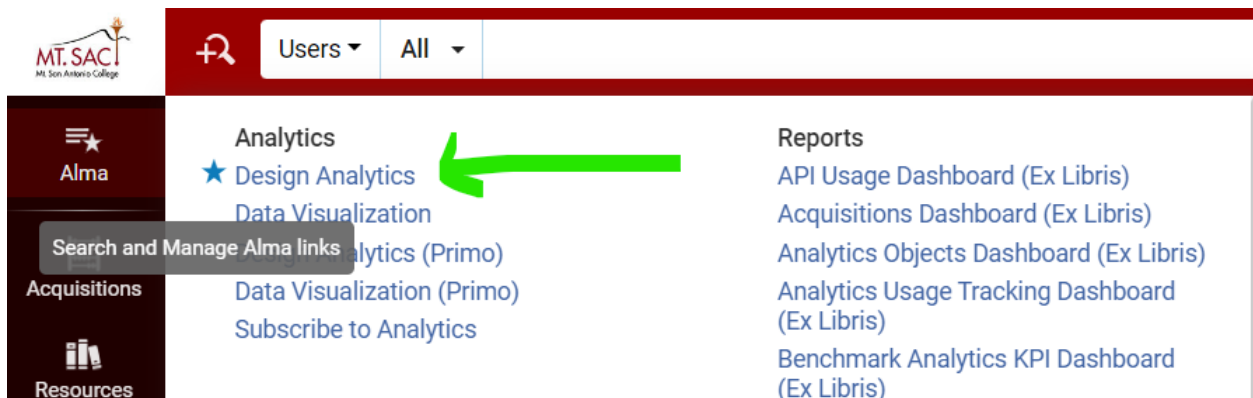 MT. SAC
Mt. San Antonio College
Users
All
Alma
Search and Manage Alma links
Acquisitions
Resources
Analytics
Design Analytics
Data Visualization
Analytics (Primo)
Data Visualization (Primo)
Subscribe to Analytics
Reports
API Usage Dashboard (Ex Libris)
Acquisitions Dashboard (Ex Libris)
Analytics Objects Dashboard (Ex Libris)
Analytics Usage Tracking Dashboard
(Ex Libris)
Benchmark Analytics KPI Dashboard
(Ex Libris)